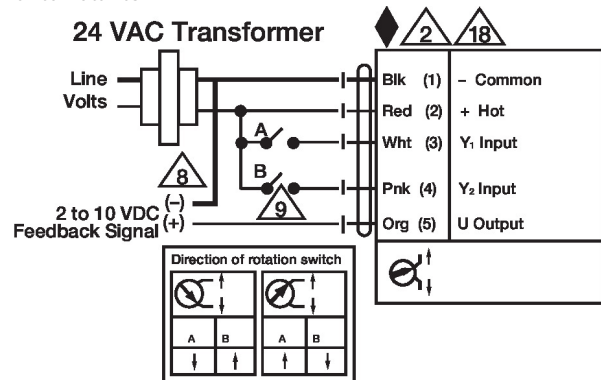 24 VAC Transformer
2 18
Line
Volts
Blk (1) – Common
Red (2) + Hot
A
Wht (3) Y₁ Input
B
Pnk (4) Y₂ Input
8
9
2 to 10 VDC (–)
Feedback Signal (+)
Org (5) U Output
Direction of rotation switch
A B A B